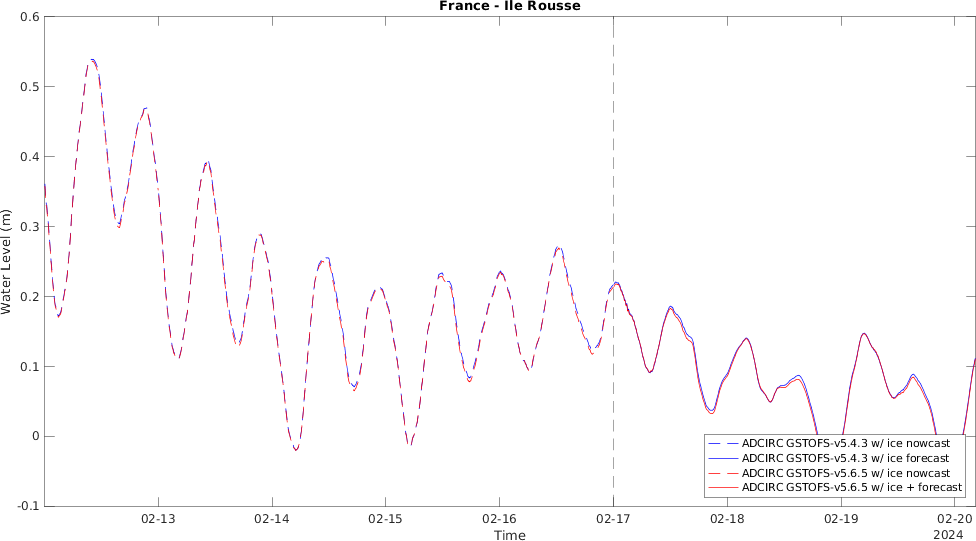 France - Ile Rousse
Water Level (m)
0.6
0.5
0.4
0.3
0.2
0.1
0
-0.1
ADCIRC GSTOFS-v5.4.3 w/ ice nowcast
ADCIRC GSTOFS-v5.4.3 w/ ice forecast
ADCIRC GSTOFS-v5.6.5 w/ ice nowcast
ADCIRC GSTOFS-v5.6.5 w/ ice + forecast
02-13 02-14 02-15 02-16 02-17 02-18 02-19 02-20
Time
2024